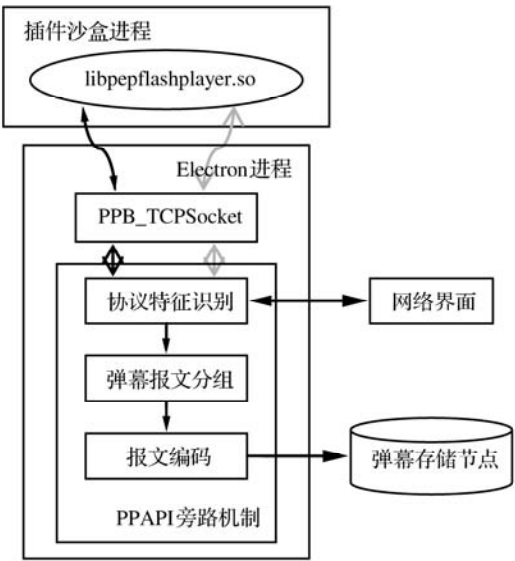 插件沙盒进程
libpepflashplayer.so
Electron进程
PPB_TCPSocket
协议特征识别
网络界面
弹幕报文分组
报文编码
弹幕存储节点
PPAPI旁路机制